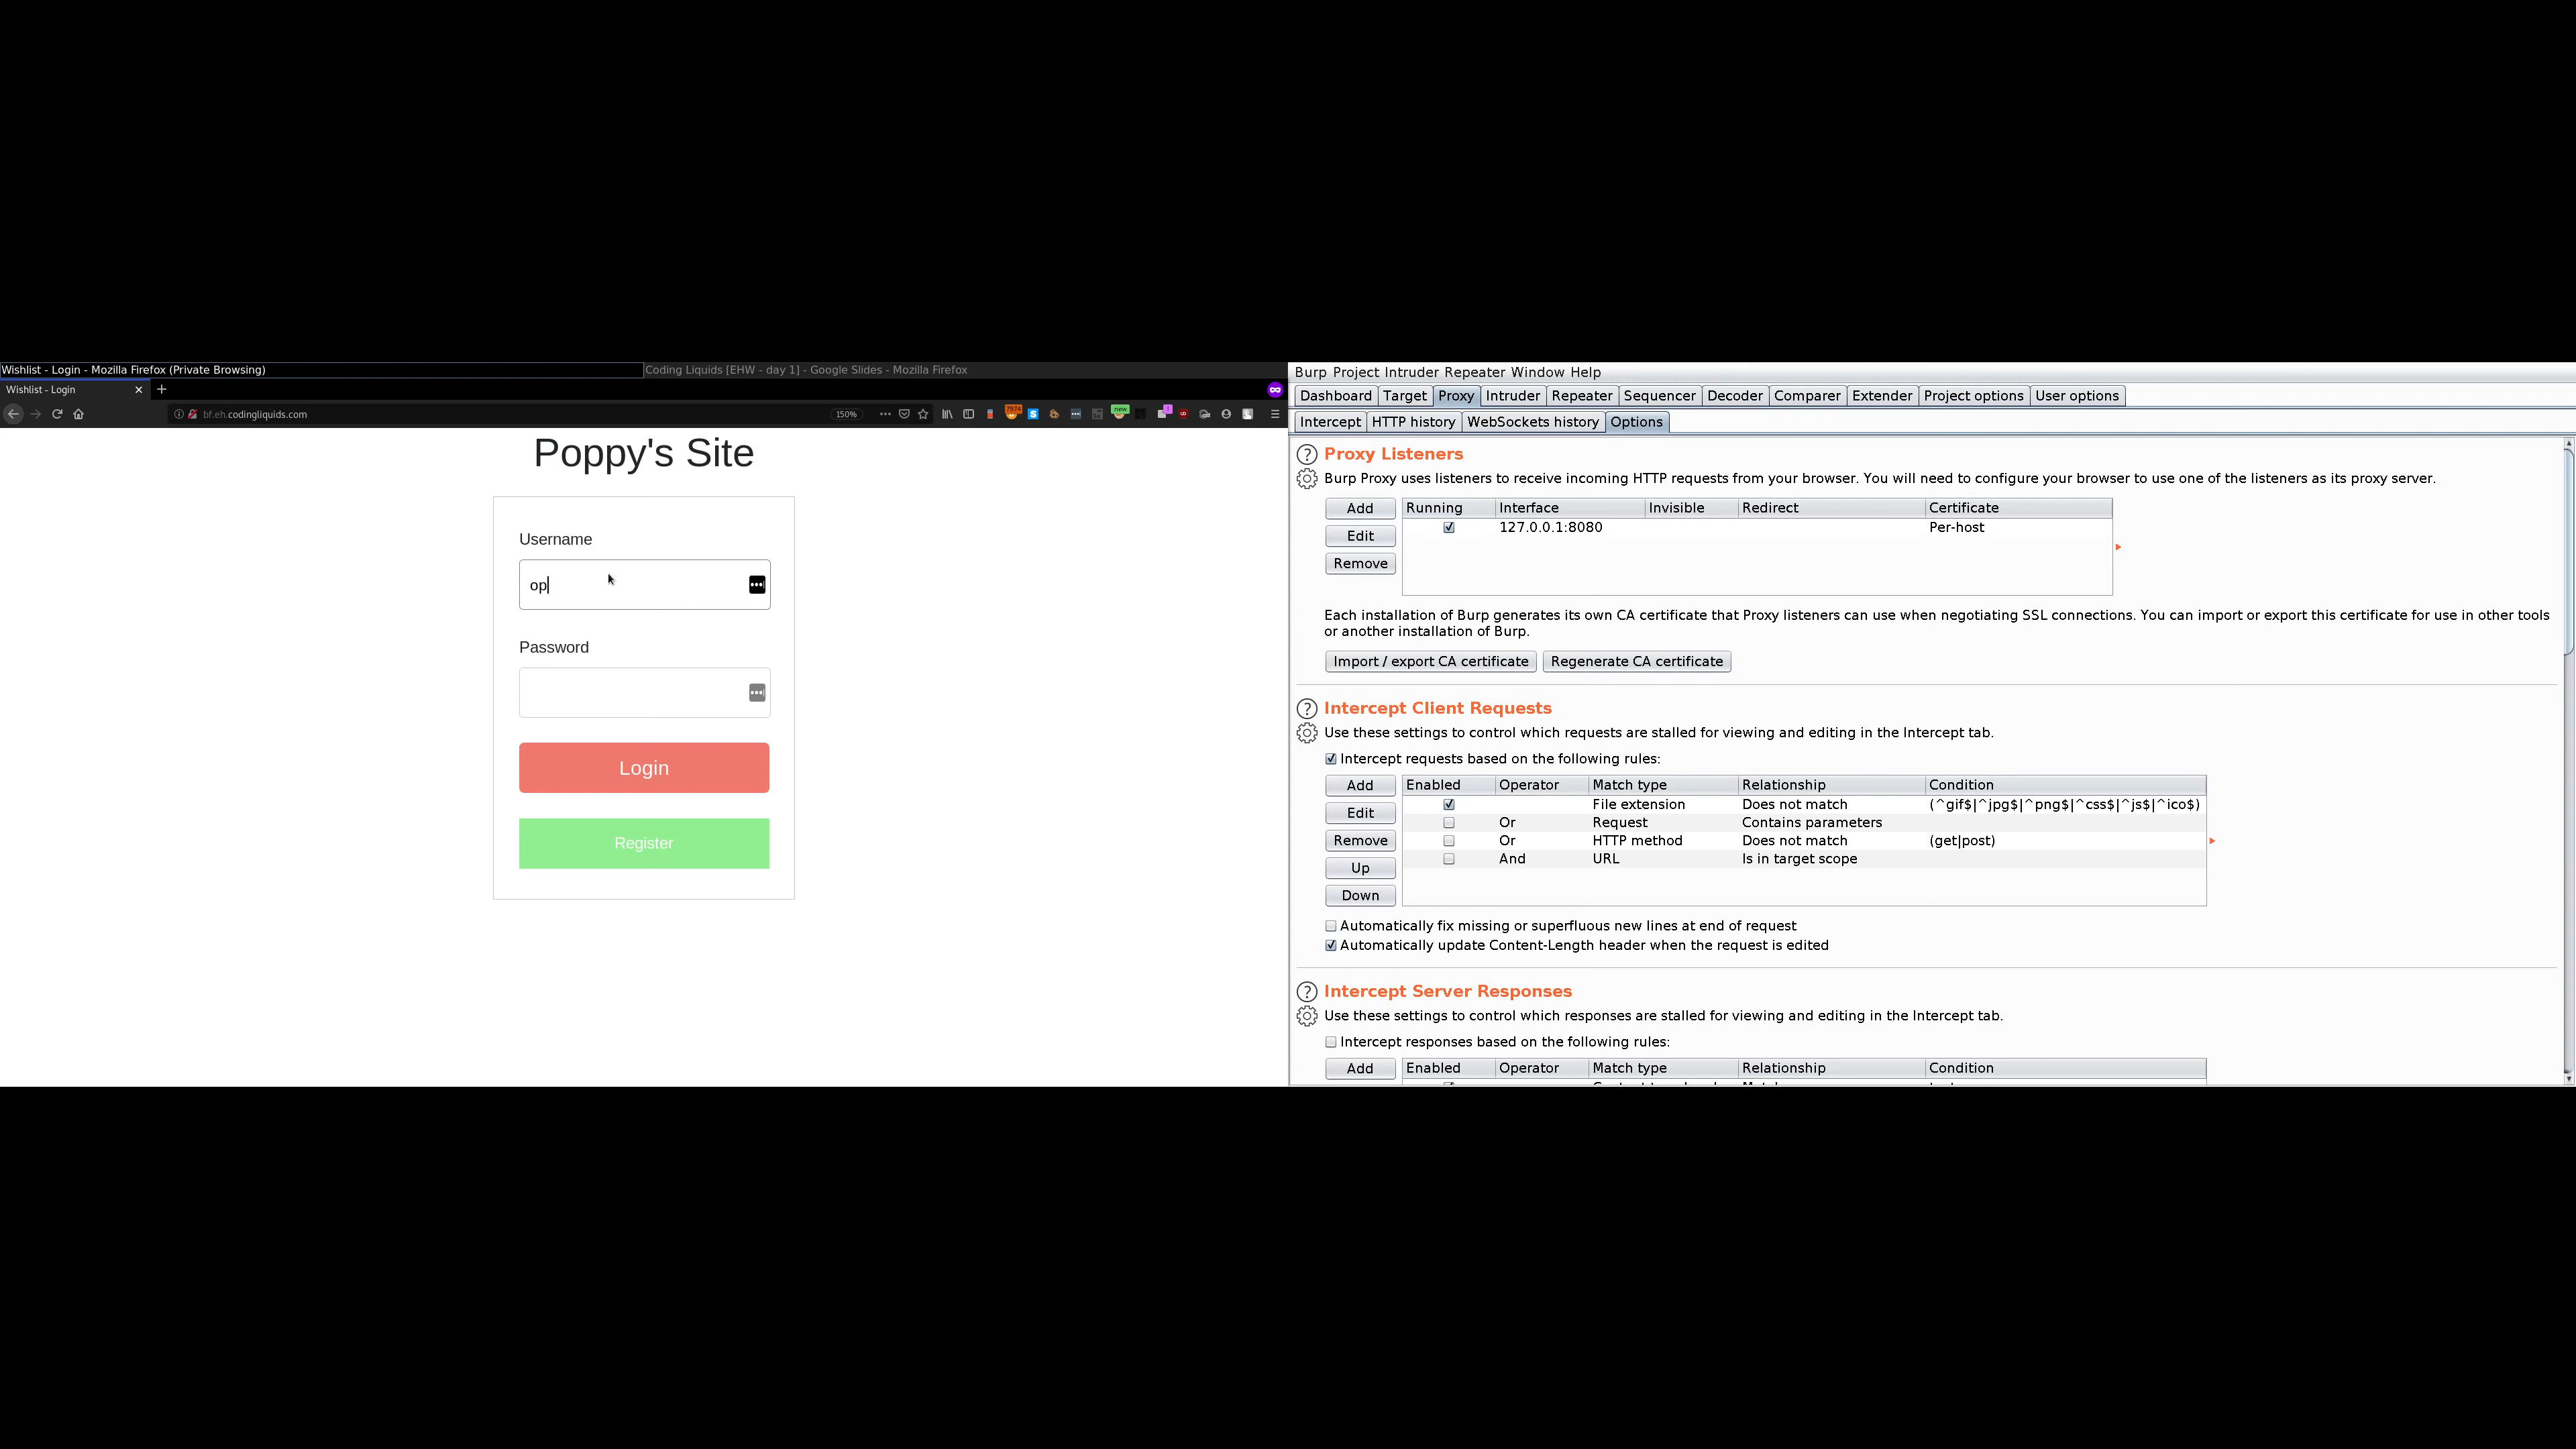 Wishlist - Login - Mozilla Firefox (Private Browsing)
Coding Liquids [EHW - day 1] - Google Slides - Mozilla Firefox
Wishlist - Login
bf.eh.codingliquids.com
150%
7974
new
Poppy's Site
Username
op
Password
Login
Register
Burp Project Intruder Repeater Window Help
Dashboard Target Proxy Intruder Repeater Sequencer Decoder Comparer Extender Project options User options
Intercept HTTP history WebSockets history Options
Proxy Listeners
Burp Proxy uses listeners to receive incoming HTTP requests from your browser. You will need to configure your browser to use one of the listeners as its proxy server.
Add Running Interface Invisible Redirect Certificate
127.0.0.1:8080 Per-host
Edit
Remove
Each installation of Burp generates its own CA certificate that Proxy listeners can use when negotiating SSL connections. You can import or export this certificate for use in other tools
or another installation of Burp.
Import / export CA certificate Regenerate CA certificate
Intercept Client Requests
Use these settings to control which requests are stalled for viewing and editing in the Intercept tab.
Intercept requests based on the following rules:
Add Enabled Operator Match type Relationship Condition
File extension Does not match (^gif$|^jpg$|^png$|^css$|^js$|^ico$)
Edit Or Request Contains parameters
Remove Or HTTP method Does not match (get|post)
And URL Is in target scope
Up
Down
Automatically fix missing or superfluous new lines at end of request
Automatically update Content-Length header when the request is edited
Intercept Server Responses
Use these settings to control which responses are stalled for viewing and editing in the Intercept tab.
Intercept responses based on the following rules:
Add Enabled Operator Match type Relationship Condition